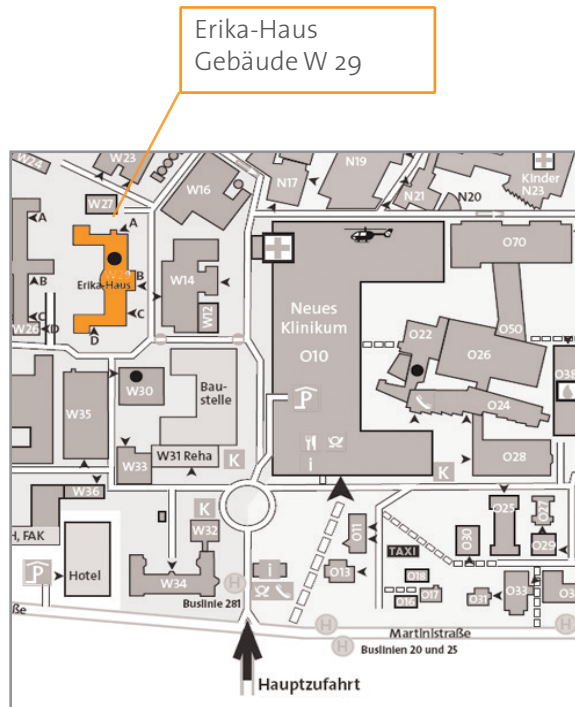 Erika-Haus
Gebäude W 29
W24
W23
W27
W16
N17
N19
N21
N20
Kinder
N23
A
A
W29
Erika-Haus
B
B
C
C
D
D
W26
W14
W12
Neues
Klinikum
O10
O70
O50
O22
O26
O38
O24
O28
P
i
W35
W30
Bau-
stelle
W31 Reha
W33
K
K
W36
H, FAK
Hotel
P
K
W32
W34
H
Buslinie 281
i
O11
O13
TAXI
O18
O16
O17
O30
O25
O27
O29
O31
O33
ße
H
H
H
Martinistraße
Buslinien 20 und 25
Hauptzufahrt